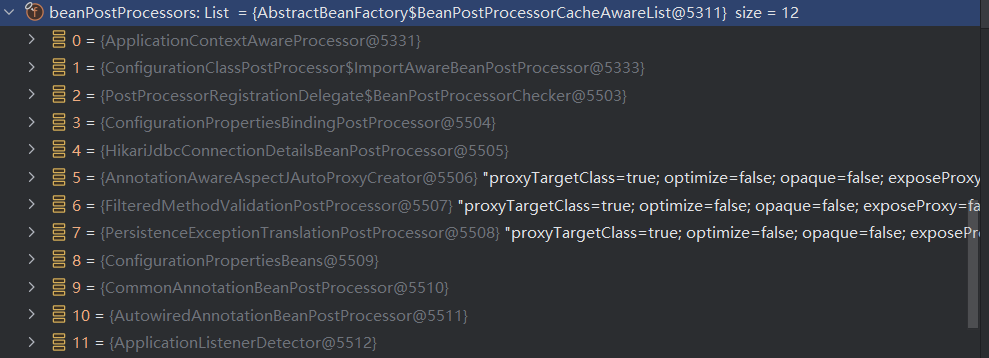 beanPostProcessors: List = {AbstractBeanFactory$BeanPostProcessorCacheAwareList@5311} size = 12
0 = {ApplicationContextAwareProcessor@5331}
1 = {ConfigurationClassPostProcessor$ImportAwareBeanPostProcessor@5333}
2 = {PostProcessorRegistrationDelegate$BeanPostProcessorChecker@5503}
3 = {ConfigurationPropertiesBindingPostProcessor@5504}
4 = {HikariJdbcConnectionDetailsBeanPostProcessor@5505}
5 = {AnnotationAwareAspectJAutoProxyCreator@5506} "proxyTargetClass=true; optimize=false; opaque=false; exposeProxy
6 = {FilteredMethodValidationPostProcessor@5507} "proxyTargetClass=true; optimize=false; opaque=false; exposeProxy=fa
7 = {PersistenceExceptionTranslationPostProcessor@5508} "proxyTargetClass=true; optimize=false; opaque=false; exposePro
8 = {ConfigurationPropertiesBeans@5509}
9 = {CommonAnnotationBeanPostProcessor@5510}
10 = {AutowiredAnnotationBeanPostProcessor@5511}
11 = {ApplicationListenerDetector@5512}